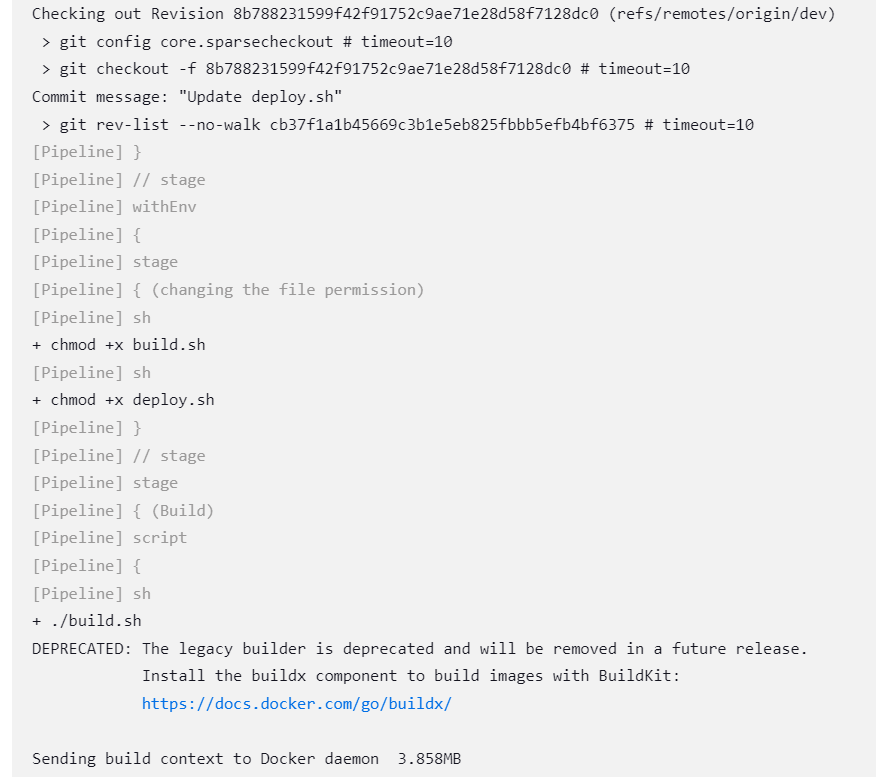 Checking out Revision 8b788231599f42f91752c9ae71e28d58f7128dc0 (refs/remotes/origin/dev)
 > git config core.sparsecheckout # timeout=10
 > git checkout -f 8b788231599f42f91752c9ae71e28d58f7128dc0 # timeout=10
Commit message: "Update deploy.sh"
 > git rev-list --no-walk cb37f1a1b45669c3b1e5eb825fbbb5efb4bf6375 # timeout=10
[Pipeline] }
[Pipeline] // stage
[Pipeline] withEnv
[Pipeline] {
[Pipeline] stage
[Pipeline] { (changing the file permission)
[Pipeline] sh
+ chmod +x build.sh
[Pipeline] sh
+ chmod +x deploy.sh
[Pipeline] }
[Pipeline] // stage
[Pipeline] stage
[Pipeline] { (Build)
[Pipeline] script
[Pipeline] {
[Pipeline] sh
+ ./build.sh
DEPRECATED: The legacy builder is deprecated and will be removed in a future release.
            Install the buildx component to build images with BuildKit:
            https://docs.docker.com/go/buildx/

Sending build context to Docker daemon  3.858MB